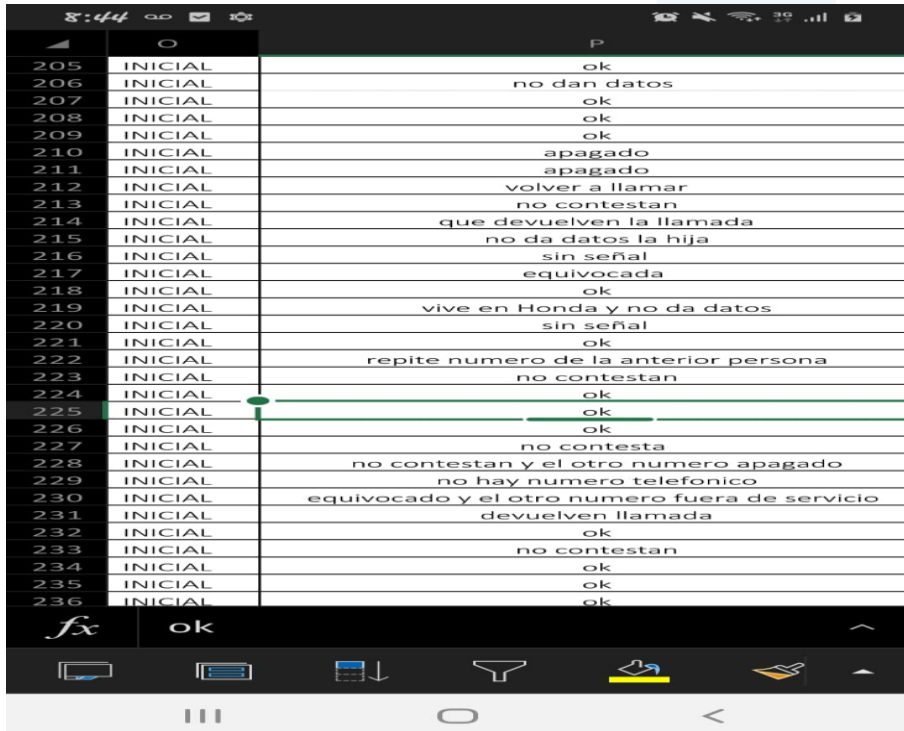 8:44 3G
O P
205 INICIAL ok
206 INICIAL no dan datos
207 INICIAL ok
208 INICIAL ok
209 INICIAL ok
210 INICIAL apagado
211 INICIAL apagado
212 INICIAL volver a llamar
213 INICIAL no contestan
214 INICIAL que devuelven la llamada
215 INICIAL no da datos la hija
216 INICIAL sin señal
217 INICIAL equivocada
218 INICIAL ok
219 INICIAL vive en Honda y no da datos
220 INICIAL sin señal
221 INICIAL ok
222 INICIAL repite numero de la anterior persona
223 INICIAL no contestan
224 INICIAL ok
225 INICIAL ok
226 INICIAL ok
227 INICIAL no contesta
228 INICIAL no contestan y el otro numero apagado
229 INICIAL no hay numero telefonico
230 INICIAL equivocado y el otro numero fuera de servicio
231 INICIAL devuelven llamada
232 INICIAL ok
233 INICIAL no contestan
234 INICIAL ok
235 INICIAL ok
236 INICIAL ok
fx ok